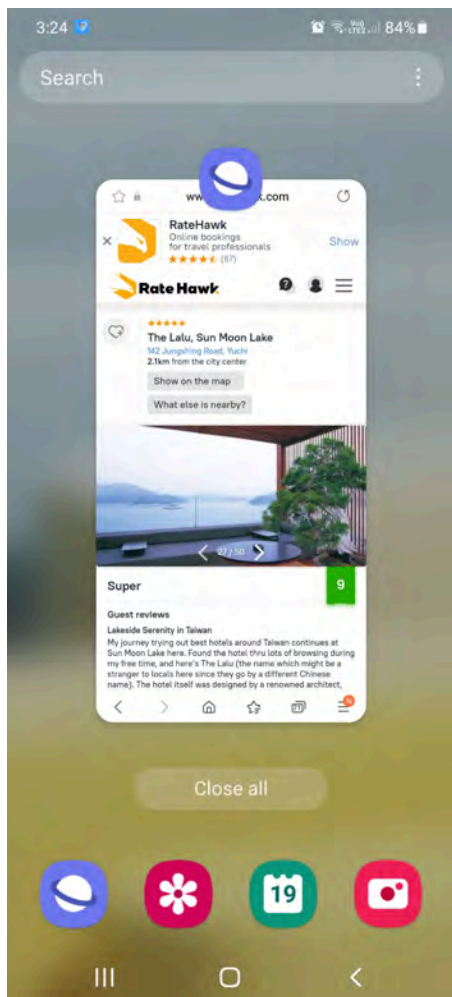 3:24
84%
Search
RateHawk
Online bookings
for travel professionals
(87)
Show
Rate Hawk
The Lalu, Sun Moon Lake
142 Jungshing Road, Yuchi
2.1km from the city center
Show on the map
What else is nearby?
27 / 50
Super
9
Guest reviews
Lakeside Serenity in Taiwan
My journey trying out best hotels around Taiwan continues at
Sun Moon Lake here. Found the hotel thru lots of browsing during
my free time, and here's The Lalu (the name which might be a
stranger to locals here since they go by a different Chinese
name). The hotel itself was designed by a renowned architect,
Close all
19